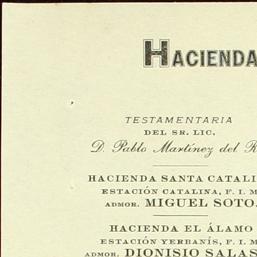 HACIENDA
TESTAMENTARIA
DEL SR. LIC.
D. Pablo Martínez del R
HACIENDA SANTA CATALI
ESTACIÓN CATALINA, F. I. M
ADMOR. MIGUEL SOTO.
HACIENDA EL ÁLAMO
ESTACIÓN YERBANÍS, F. I. M
ADMOR. DIONISIO SALAS